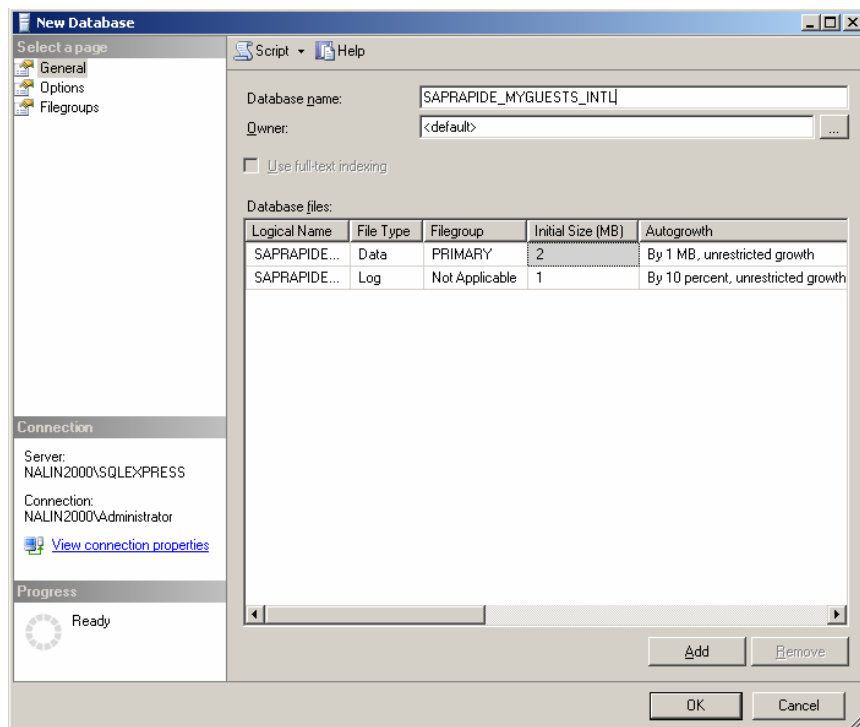 New Database
Select a page
General
Options
Filegroups
Script Help
Database name: SAPRAPIDE_MYGUESTS_INTL
Owner: <default> ...
Use full-text indexing
Database files:
Logical Name File Type Filegroup Initial Size (MB) Autogrowth
SAPRAPIDE... Data PRIMARY 2 By 1 MB, unrestricted growth
SAPRAPIDE... Log Not Applicable 1 By 10 percent, unrestricted growth
Connection
Server:
NALIN2000\SQLEXPRESS
Connection:
NALIN2000\Administrator
View connection properties
Progress
Ready
Add Remove
OK Cancel